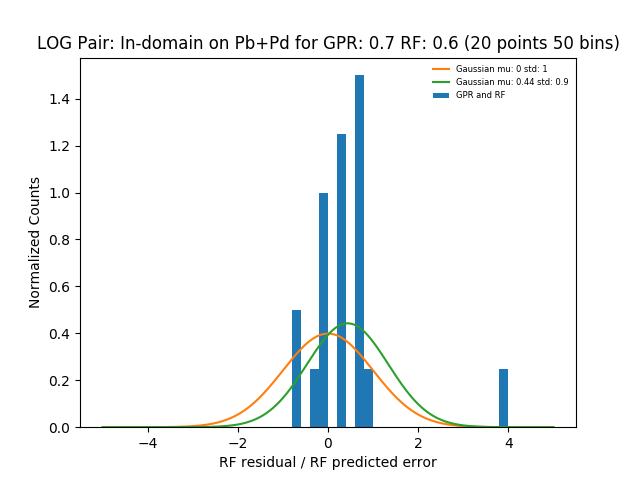 LOG Pair: In-domain on Pb+Pd for GPR: 0.7 RF: 0.6 (20 points 50 bins)
Gaussian mu: 0 std: 1
Gaussian mu: 0.44 std: 0.9
GPR and RF
Normalized Counts
1.4
1.2
1.0
0.8
0.6
0.4
0.2
0.0
−4 −2 0 2 4
RF residual / RF predicted error